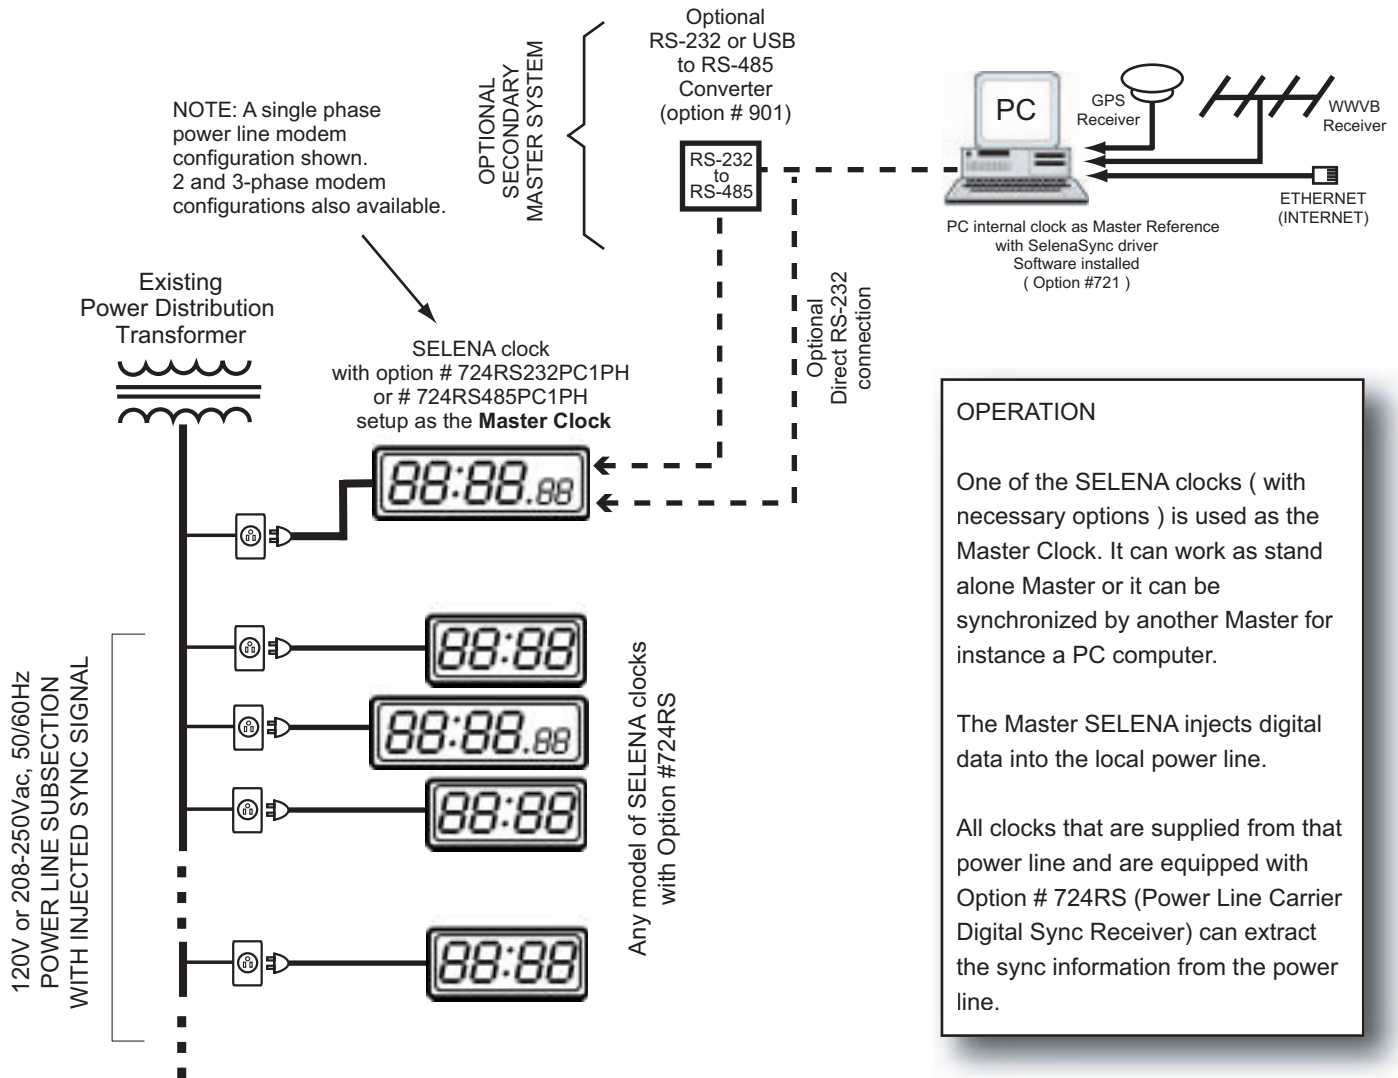 Optional
RS-232 or USB
to RS-485
Converter
(option # 901)
OPTIONAL
SECONDARY
MASTER SYSTEM
NOTE: A single phase
power line modem
configuration shown.
2 and 3-phase modem
configurations also available.
RS-232
to
RS-485
PC
GPS
Receiver
WWVB
Receiver
ETHERNET
(INTERNET)
PC internal clock as Master Reference
with SelenaSync driver
Software installed
( Option #721 )
Existing
Power Distribution
Transformer
Optional
Direct RS-232
connection
SELENA clock
with option # 724RS232PC1PH
or # 724RS485PC1PH
setup as the Master Clock
88:88.88
88:88
88:88.88
88:88
88:88
120V or 208-250Vac, 50/60Hz
POWER LINE SUBSECTION
WITH INJECTED SYNC SIGNAL
Any model of SELENA clocks
with Option #724RS
OPERATION
One of the SELENA clocks ( with
necessary options ) is used as the
Master Clock. It can work as stand
alone Master or it can be
synchronized by another Master for
instance a PC computer.
The Master SELENA injects digital
data into the local power line.
All clocks that are supplied from that
power line and are equipped with
Option # 724RS (Power Line Carrier
Digital Sync Receiver) can extract
the sync information from the power
line.